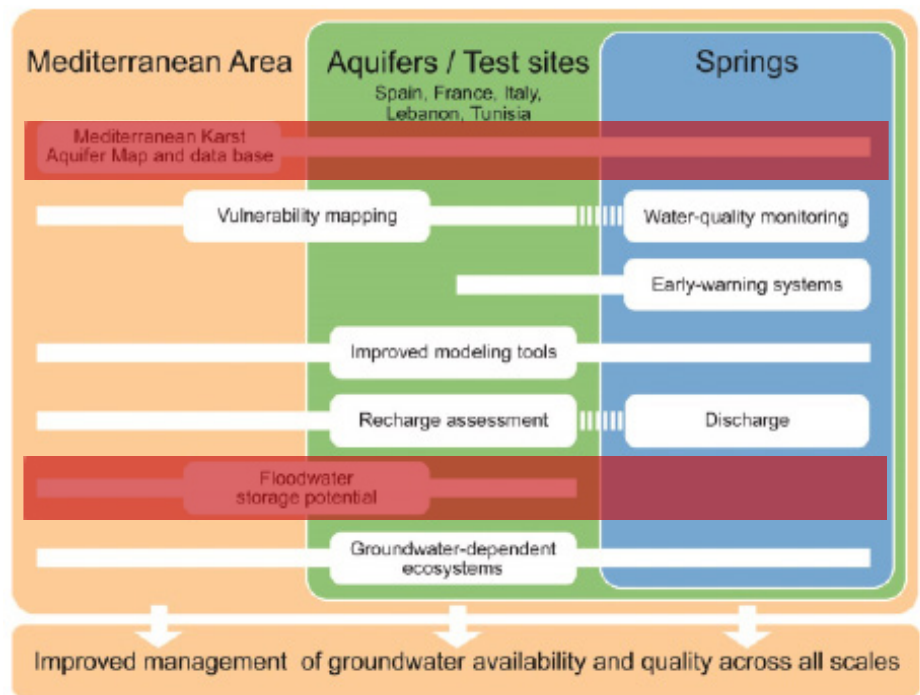 Mediterranean Area
Aquifers / Test sites
Springs
Spain, France, Italy,
Lebanon, Tunisia
Mediterranean Karst
Aquifer Map and data base
Vulnerability mapping
Water-quality monitoring
Early-warning systems
Improved modeling tools
Recharge assessment
Discharge
Floodwater
storage potential
Groundwater-dependent
ecosystems
Improved management of groundwater availability and quality across all scales